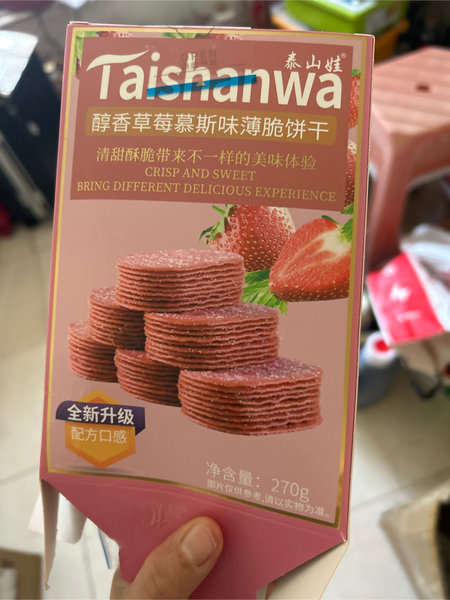 泰山娃®
Taishanwa
醇香草莓慕斯味薄脆饼干
清甜酥脆带来不一样的美味体验
CRISP AND SWEET
BRING DIFFERENT DELICIOUS EXPERIENCE
全新升级
配方口感
净含量: 270g
图片仅供参考,请以实物为准。